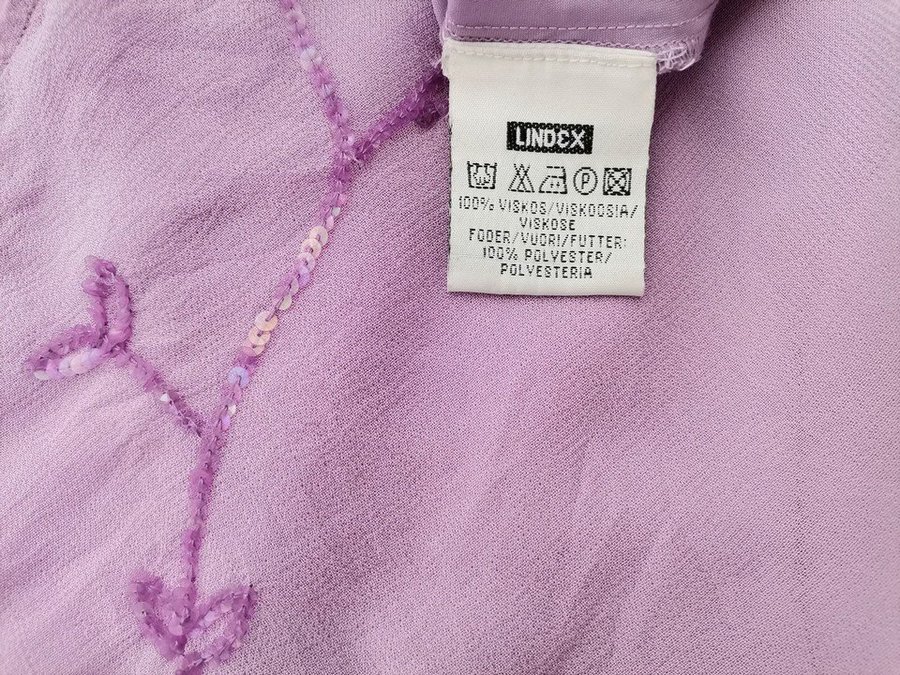 LINDEX
P
100% VISKOS/VISKOOSIA/
VISKOSE
FODER/VUORI/FUTTER:
100% POLYESTER/
POLYESTERIA